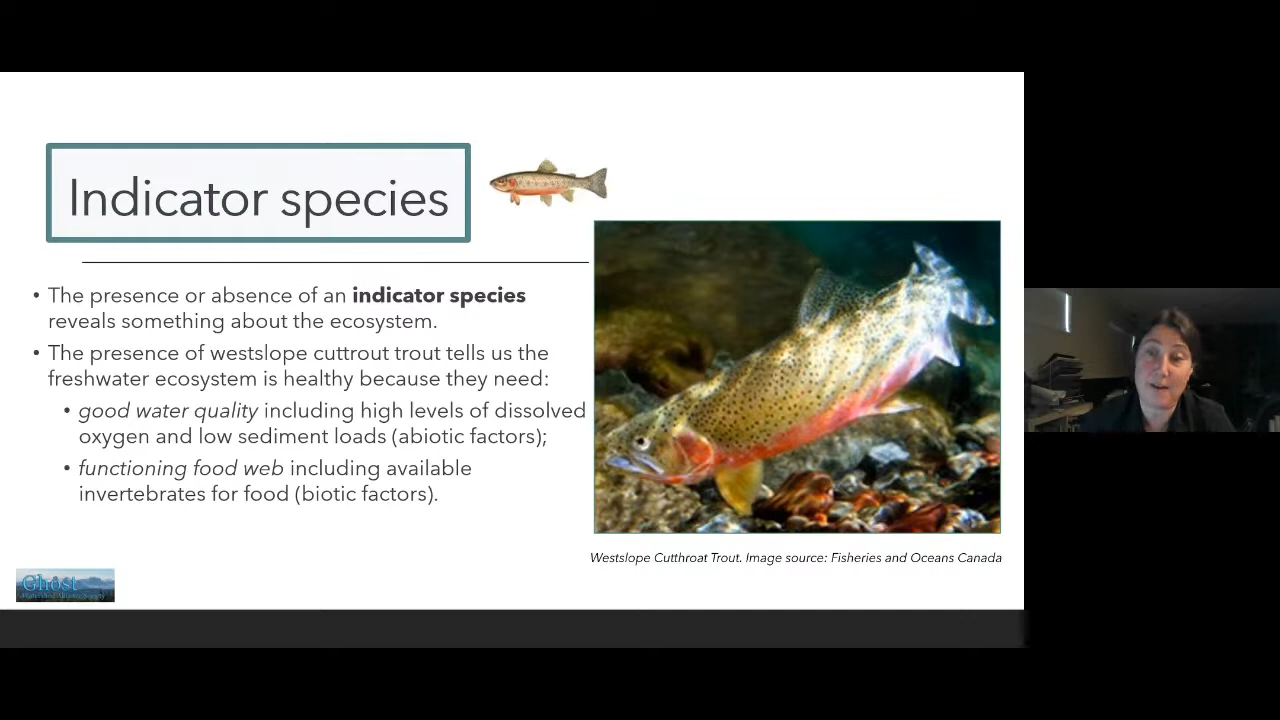 Indicator species
• The presence or absence of an indicator species
reveals something about the ecosystem.
• The presence of westslope cuttrout trout tells us the
freshwater ecosystem is healthy because they need:
• good water quality including high levels of dissolved
oxygen and low sediment loads (abiotic factors);
• functioning food web including available
invertebrates for food (biotic factors).
Westslope Cutthroat Trout. Image source: Fisheries and Oceans Canada
Ghost
Watershed Alliance Society